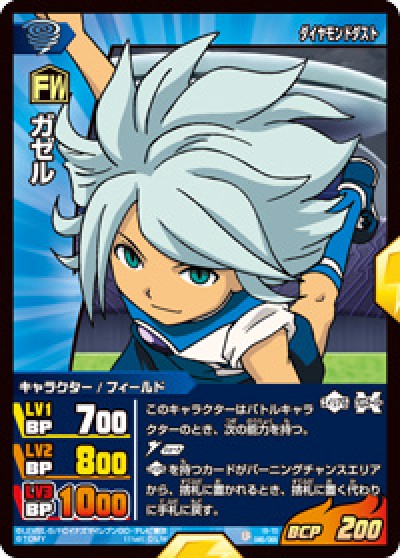 ダイヤモンドダスト
FW
ガゼル
キャラクター / フィールド
LV1
BP 700
LV2
BP 800
LV3
BP 1000
このキャラクターはバトルキャラ
クターのとき、次の能力を持つ。
を持つカードがバーニングチャンスエリア
から、捨札に置かれるとき、捨札に置く代わり
に手札に戻す。
©TOMY
BCP 200